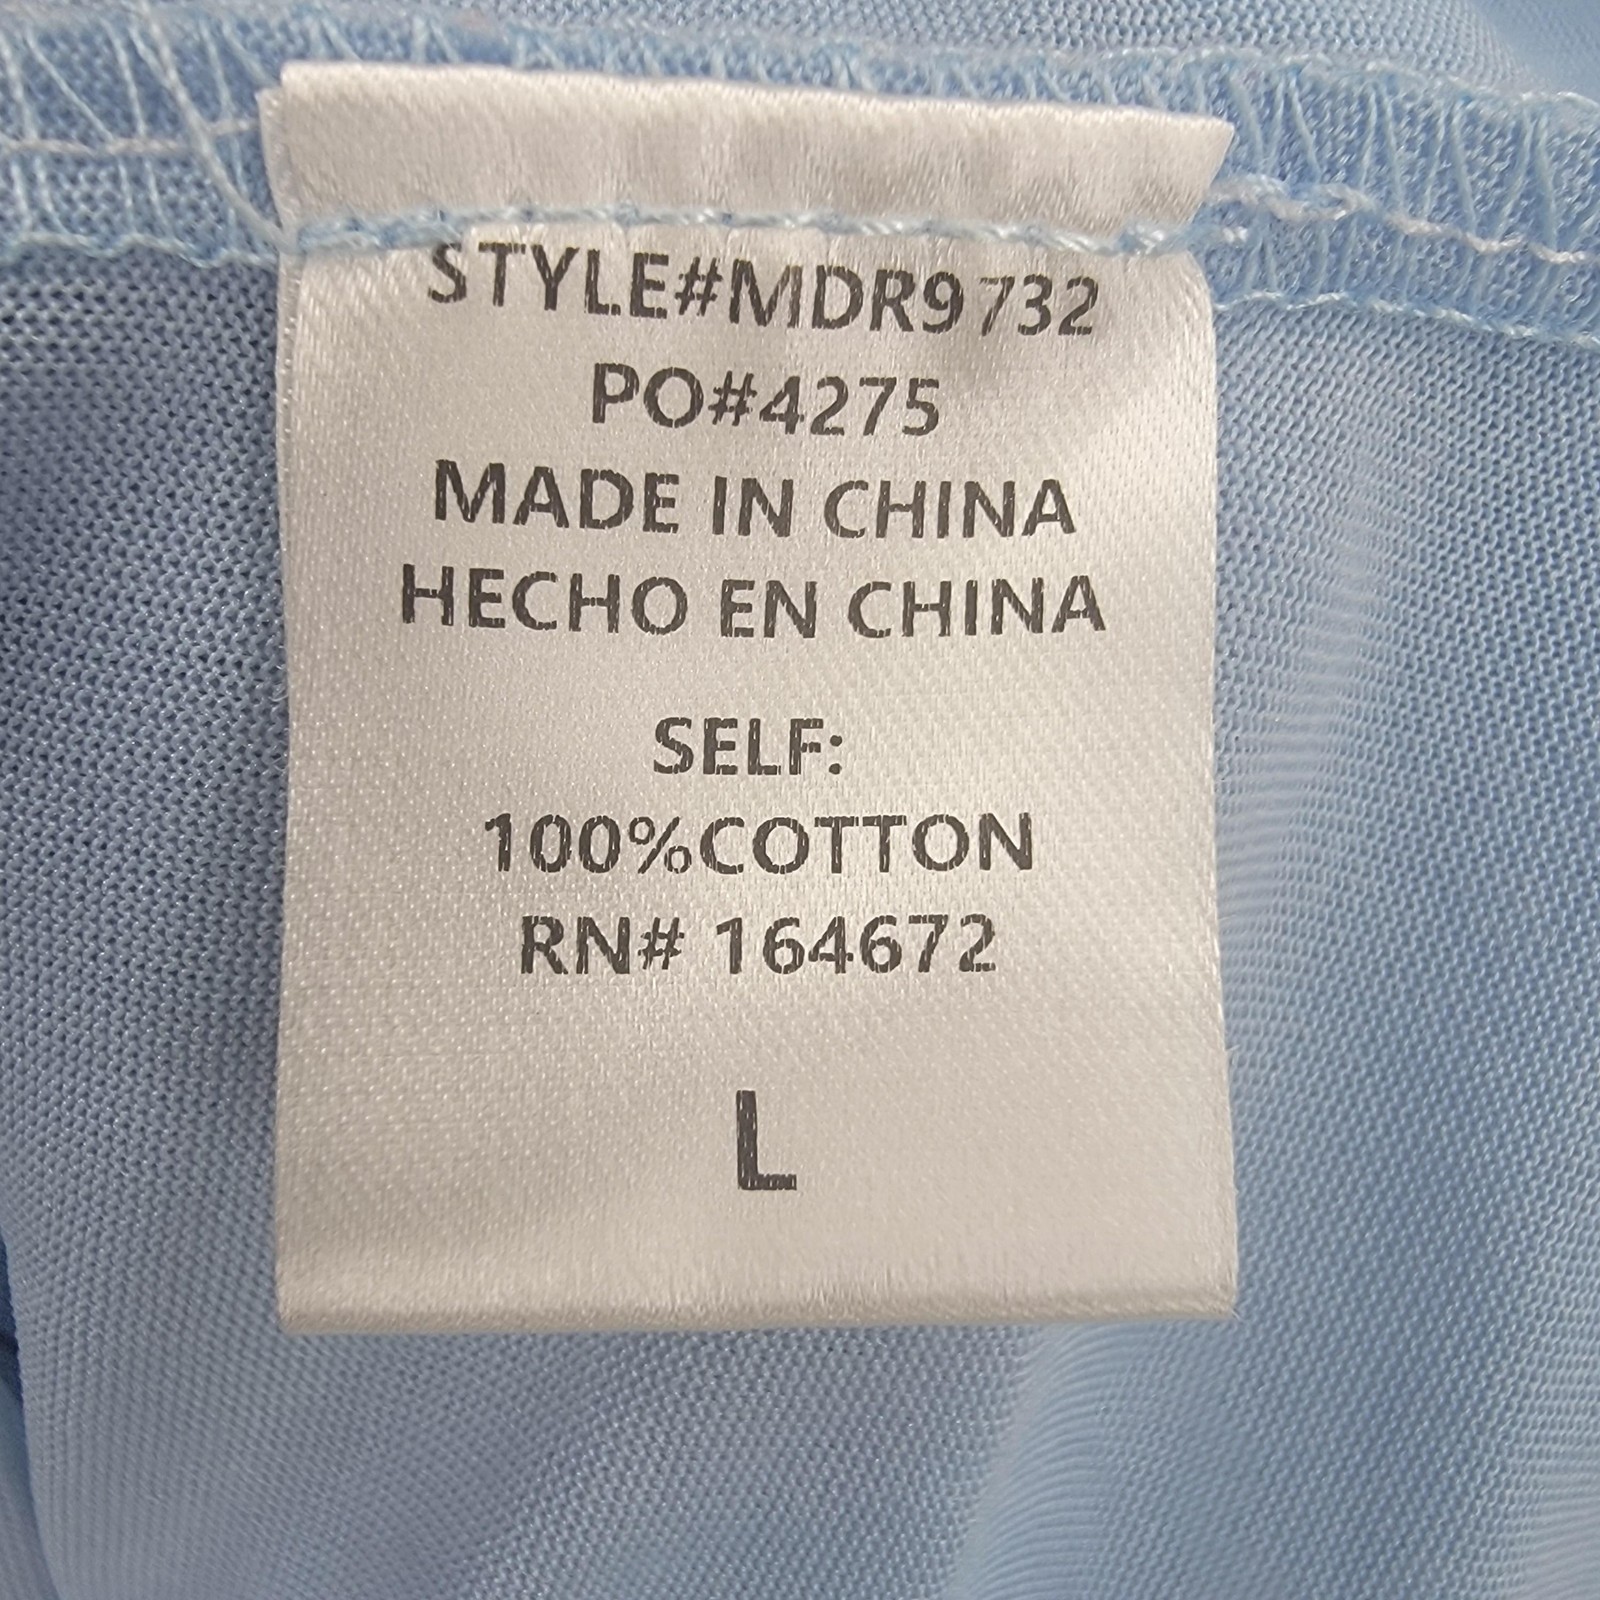 STYLE#MDR9732
PO#4275
MADE IN CHINA
HECHO EN CHINA
SELF:
100%COTTON
RN# 164672
L